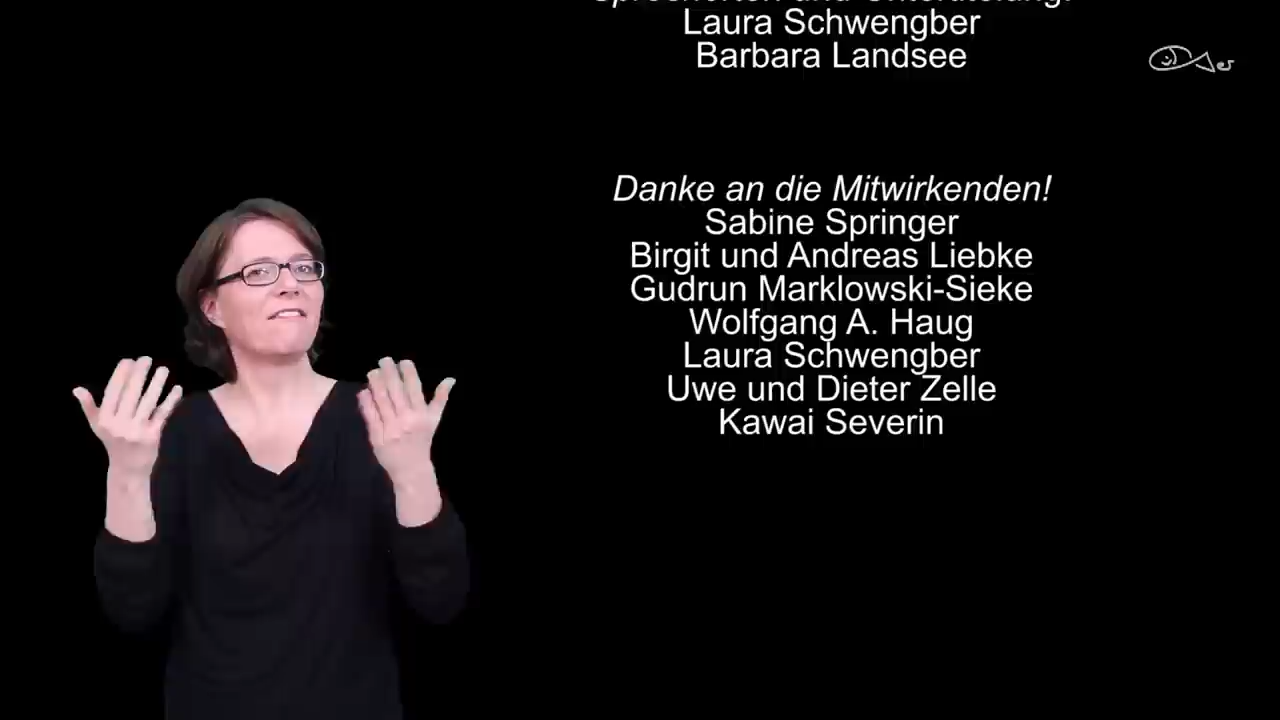 Laura Schwengber
Barbara Landsee
Danke an die Mitwirkenden!
Sabine Springer
Birgit und Andreas Liebke
Gudrun Marklowski-Sieke
Wolfgang A. Haug
Laura Schwengber
Uwe und Dieter Zelle
Kawai Severin